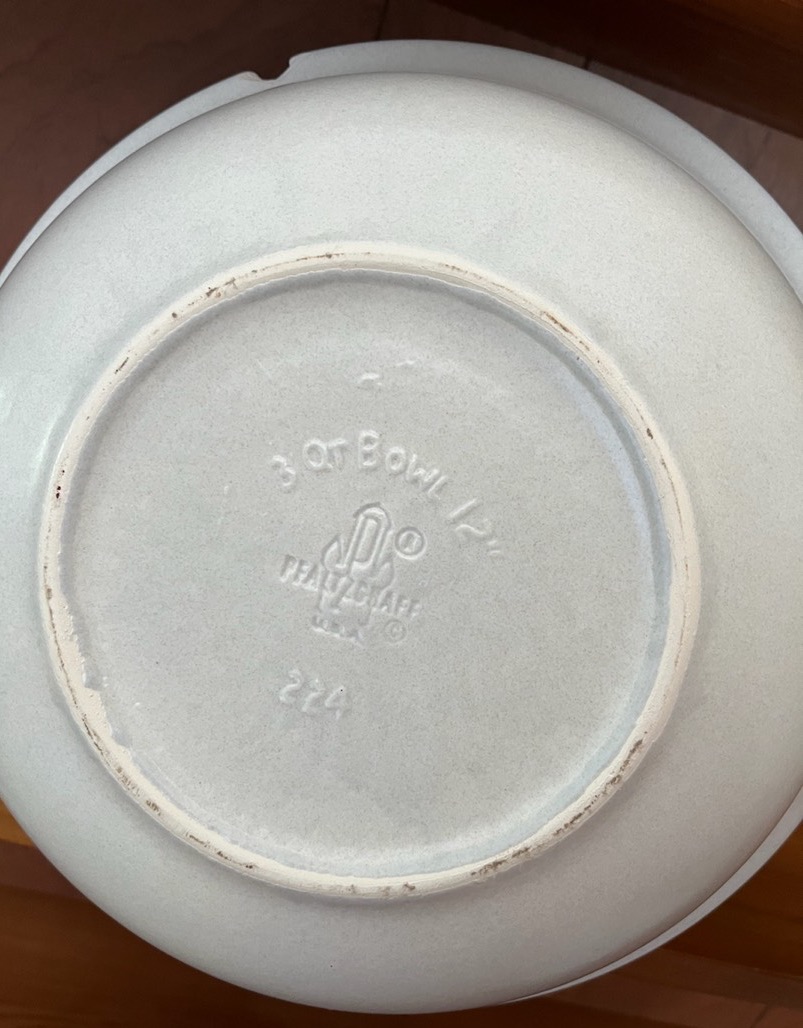 3 QT BOWL 12"
P ®
PFALTZGRAFF
U.S.A ©
224